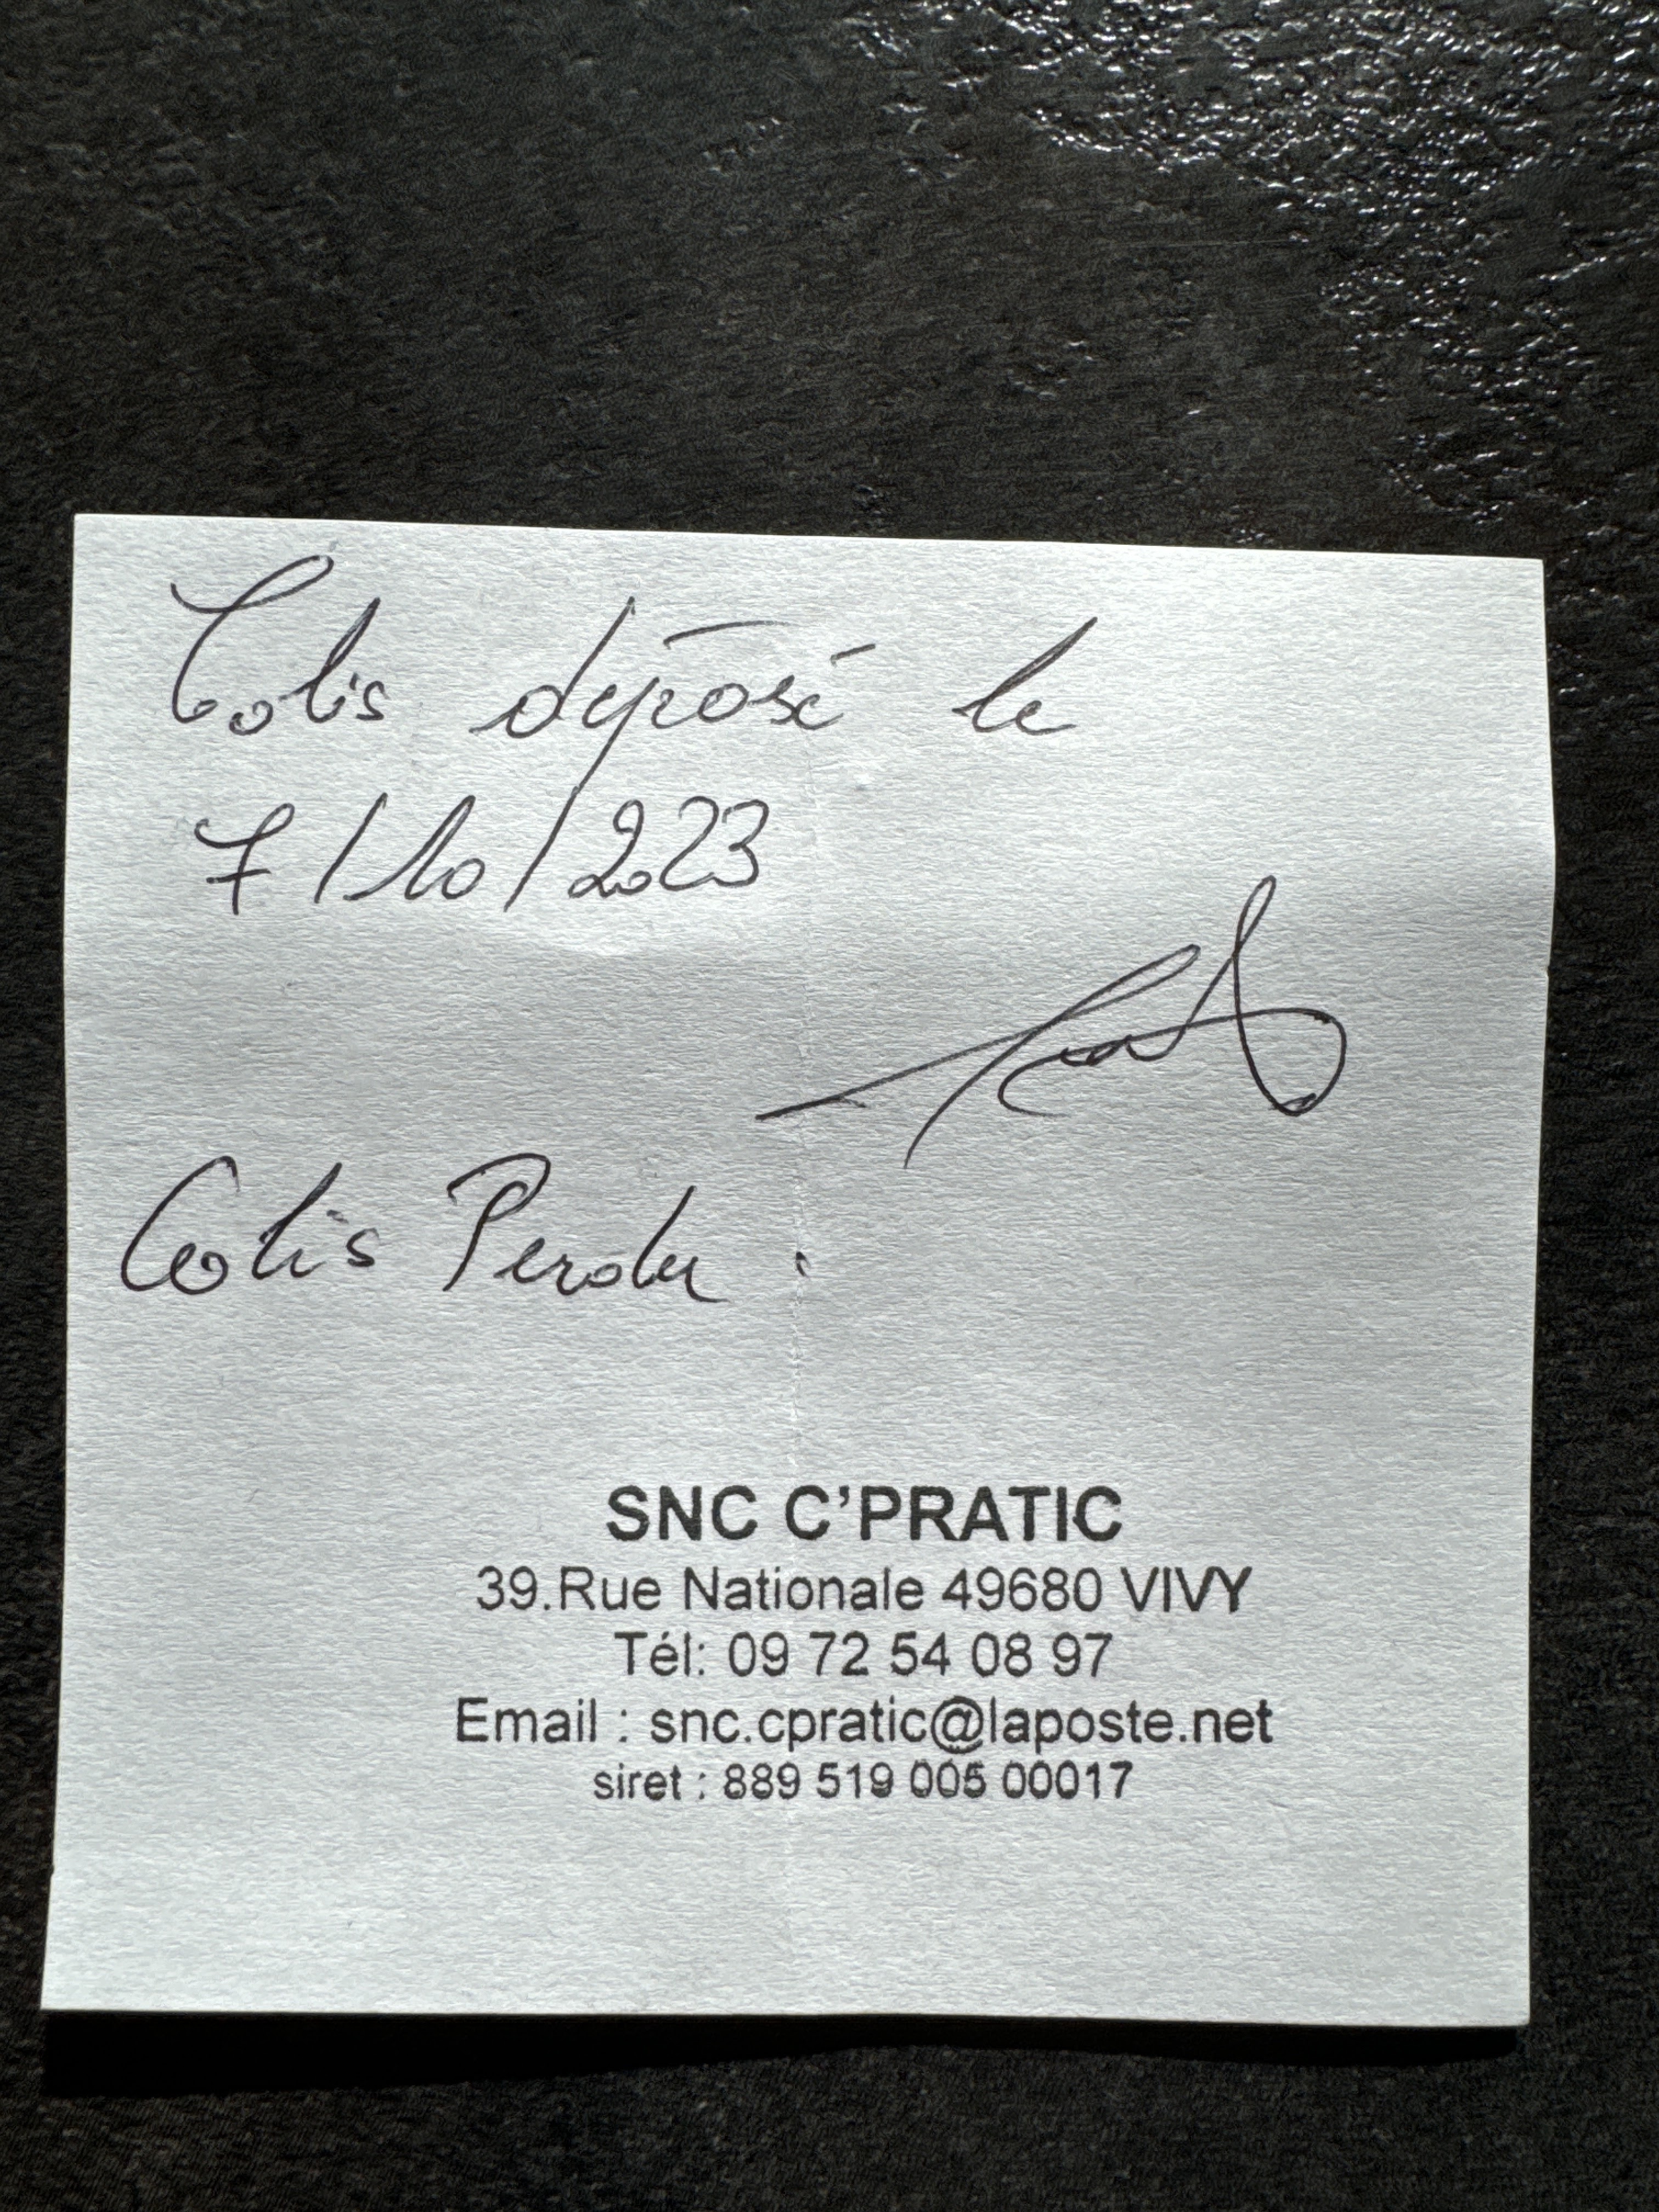 Colis déposé le
7/10/2023
Colis Perdu.
SNC C'PRATIC
39.Rue Nationale 49680 VIVY
Tél: 09 72 54 08 97
Email : snc.cpratic@laposte.net
siret : 889 519 005 00017